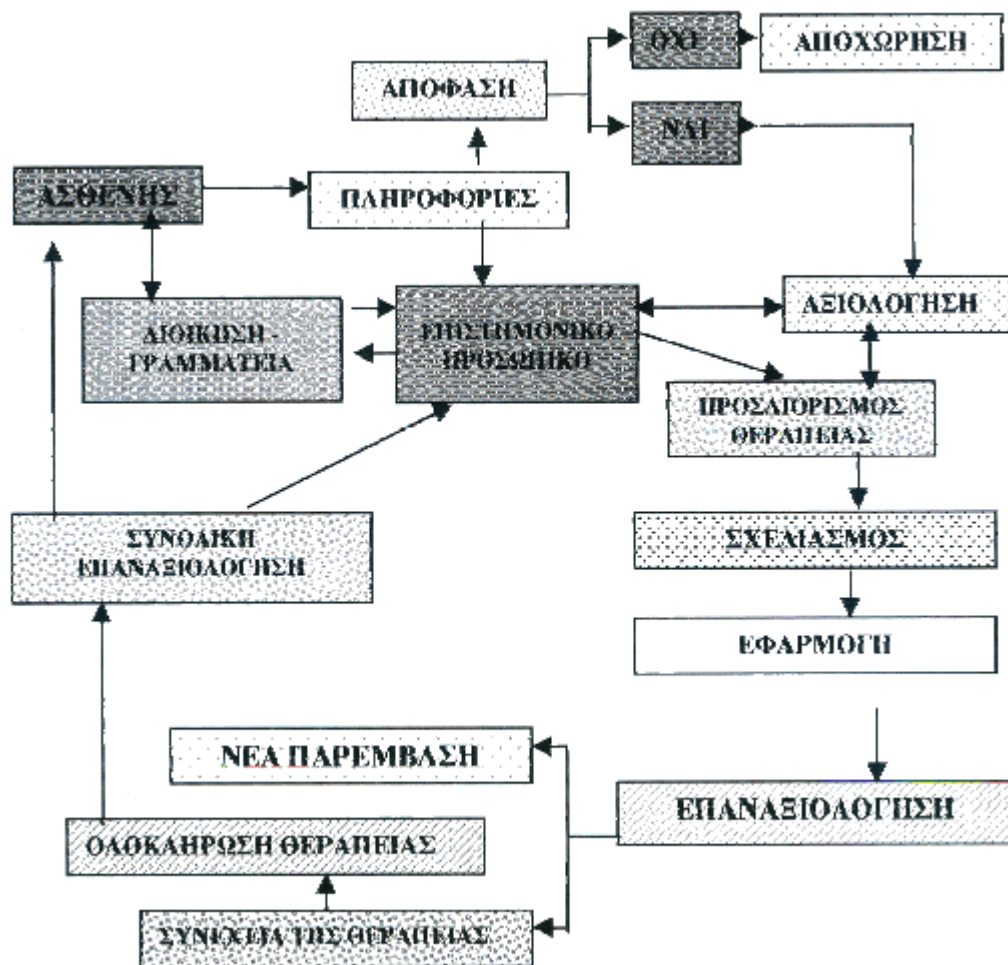 ΟΧΙ
ΑΠΟΧΩΡΗΣΗ
ΑΠΟΦΑΣΗ
ΝΑΙ
ΑΣΘΕΝΗΣ
ΠΛΗΡΟΦΟΡΙΕΣ
ΑΞΙΟΛΟΓΗΣΗ
ΔΙΟΙΚΗΣΗ -
ΓΡΑΜΜΑΤΕΙΑ
ΕΠΙΣΤΗΜΟΝΙΚΟ
ΠΡΟΣΩΠΙΚΟ
ΠΡΟΣΔΙΟΡΙΣΜΟΣ
ΘΕΡΑΠΕΙΑΣ
ΣΥΝΟΛΙΚΗ
ΕΠΑΝΑΞΙΟΛΟΓΗΣΗ
ΣΧΕΔΙΑΣΜΟΣ
ΕΦΑΡΜΟΓΗ
ΝΕΑ ΠΑΡΕΜΒΑΣΗ
ΕΠΑΝΑΞΙΟΛΟΓΗΣΗ
ΟΛΟΚΛΗΡΩΣΗ ΘΕΡΑΠΕΙΑΣ
ΣΥΝΕΧΕΙΑ ΤΗΣ ΘΕΡΑΠΕΙΑΣ